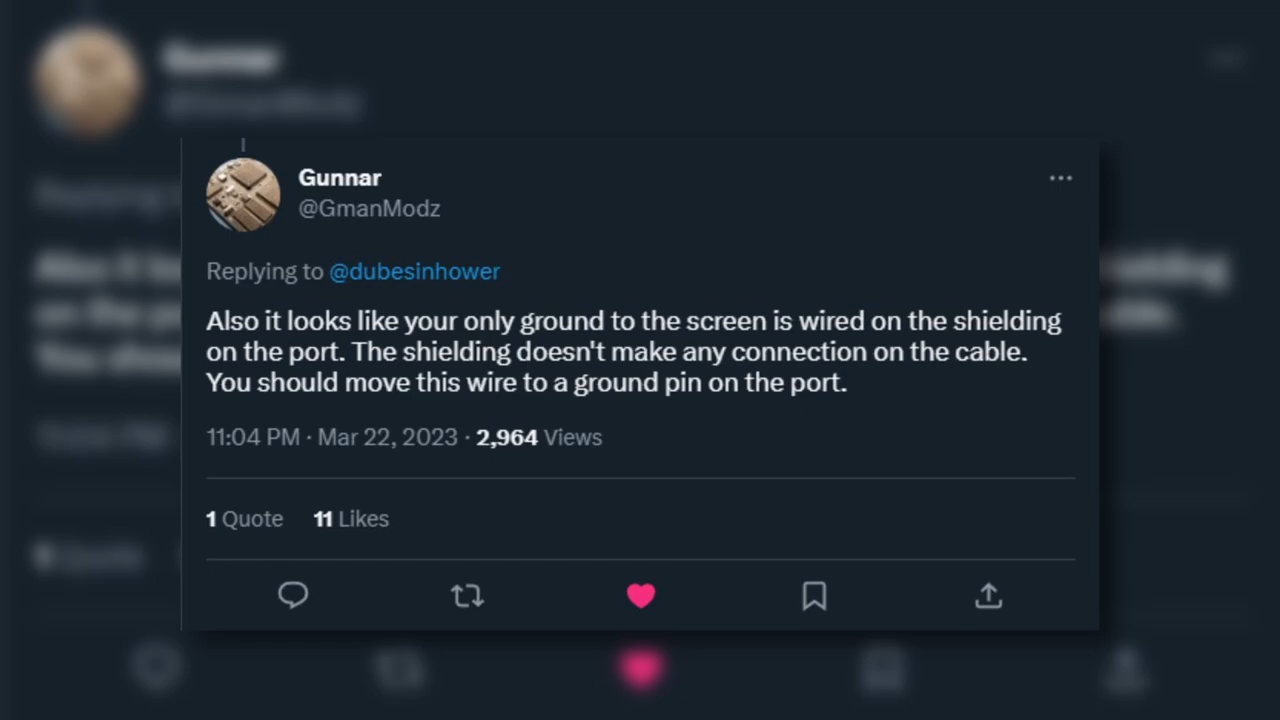 Gunnar
@GmanModz
Replying to @dubesinhower
Also it looks like your only ground to the screen is wired on the shielding
on the port. The shielding doesn't make any connection on the cable.
You should move this wire to a ground pin on the port.
11:04 PM · Mar 22, 2023 · 2,964 Views
1 Quote 11 Likes